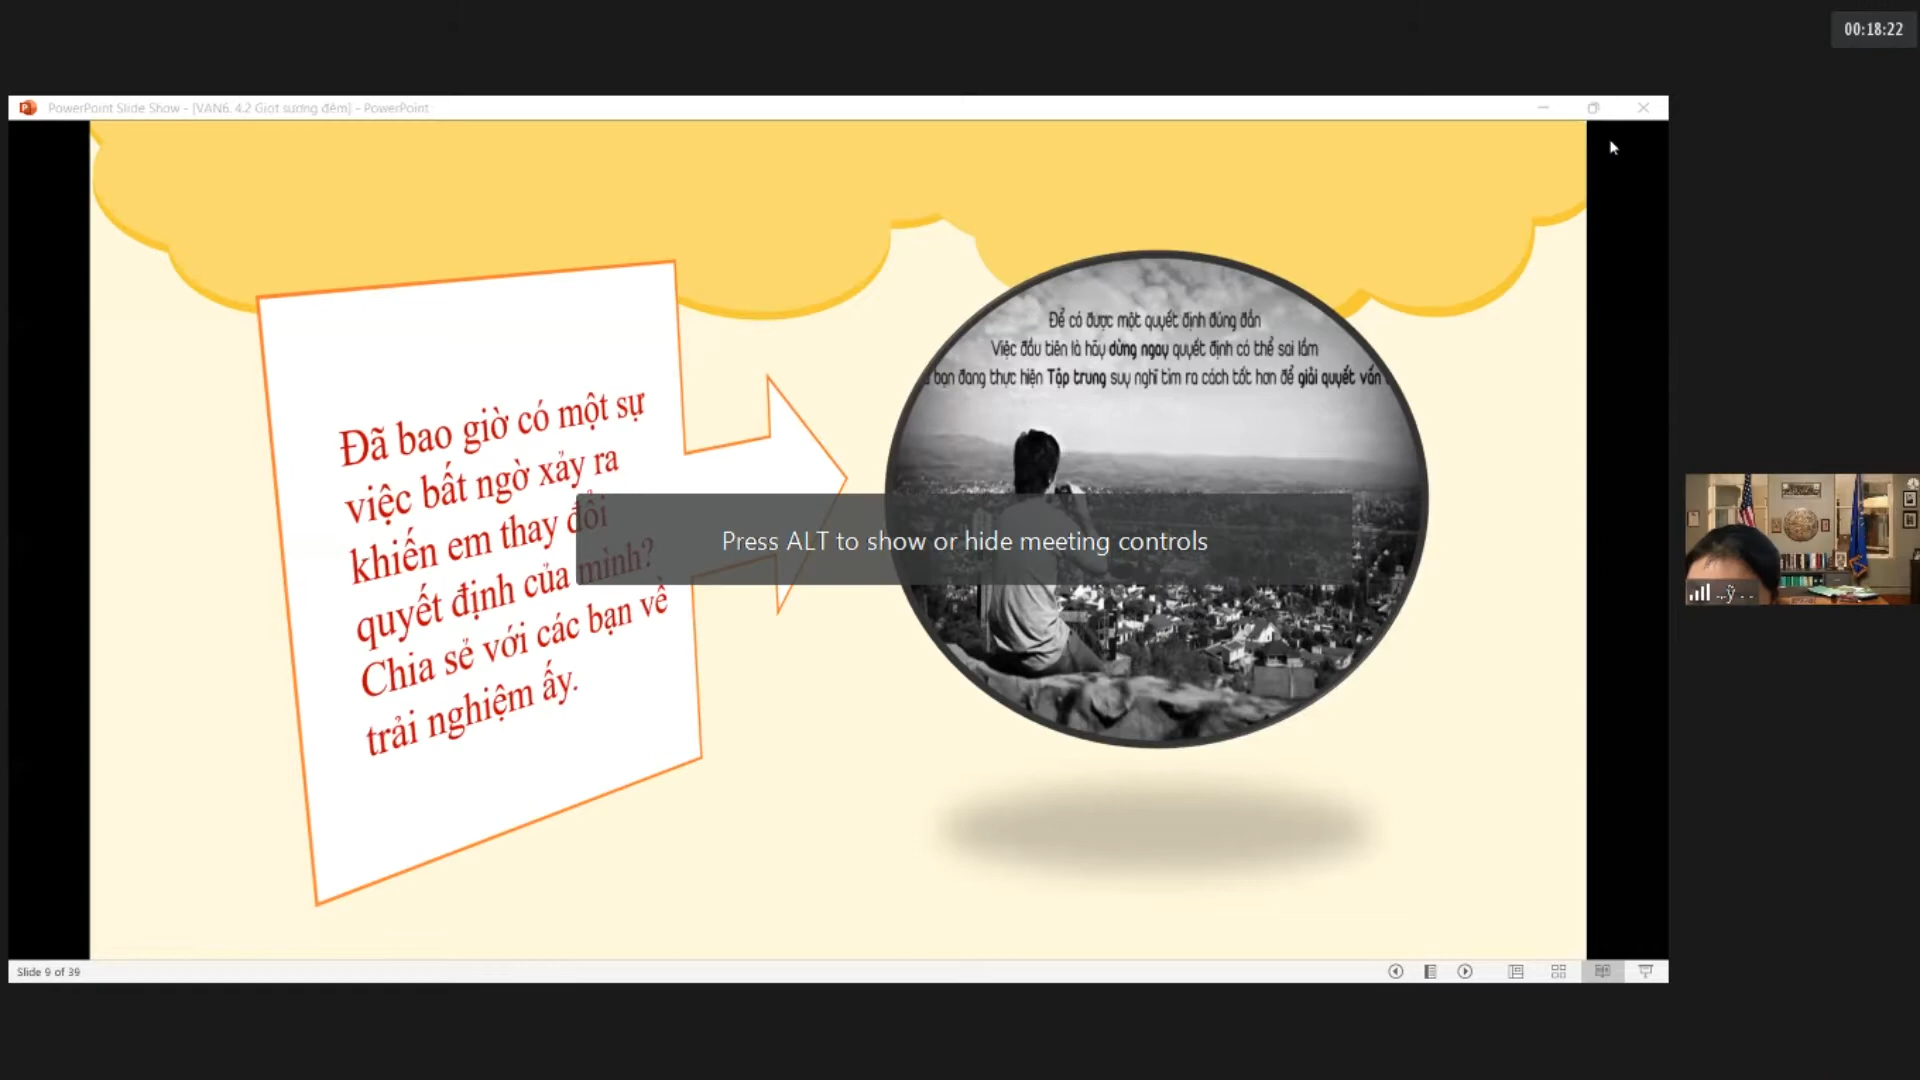 00:18:22
PowerPoint Slide Show - [VAN6. 4.2 Giọt sương đêm] - PowerPoint
Để có được một quyết định đúng đắn
Việc đầu tiên là hãy dừng ngay quyết định có thể sai lầm
bạn đang thực hiện Tập trung suy nghĩ tìm ra cách tốt hơn để giải quyết vấn
Đã bao giờ có một sự
việc bất ngờ xảy ra
khiến em thay đổi
quyết định của mình?
Chia sẻ với các bạn về
trải nghiệm ấy.
Press ALT to show or hide meeting controls
Slide 9 of 39